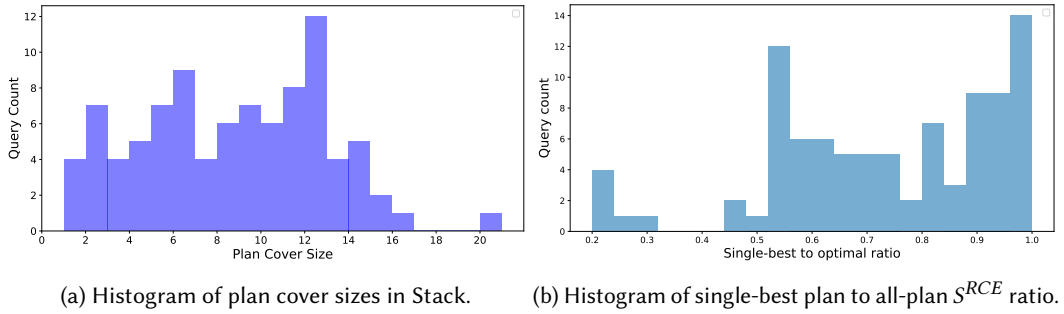 12
10
8
6
4
2
0
Query Count
0 2 4 6 8 10 12 14 16 18 20
Plan Cover Size
(a) Histogram of plan cover sizes in Stack.
14
12
10
8
6
4
2
0
Query count
0.2 0.3 0.4 0.5 0.6 0.7 0.8 0.9 1.0
Single-best to optimal ratio
(b) Histogram of single-best plan to all-plan S^{RCE} ratio.